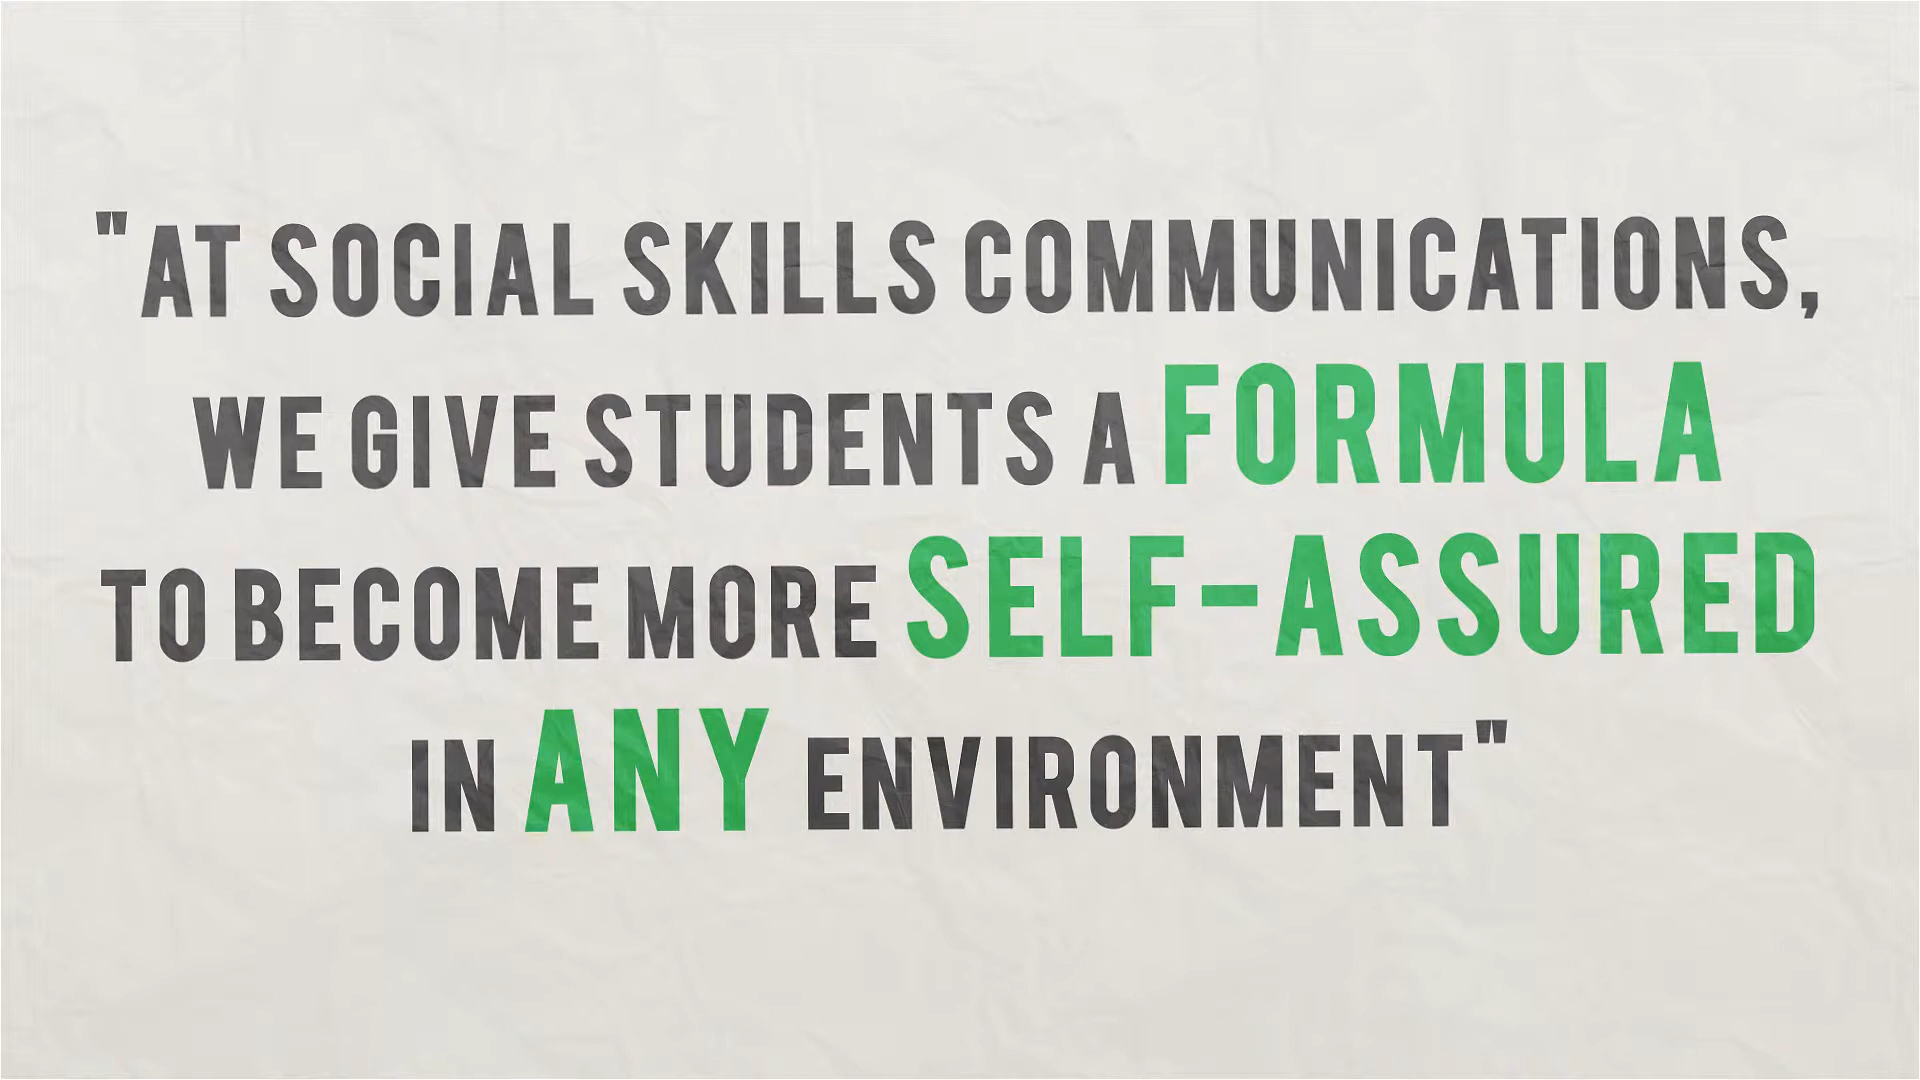 "AT SOCIAL SKILLS COMMUNICATIONS,
WE GIVE STUDENTS A FORMULA
TO BECOME MORE SELF-ASSURED
IN ANY ENVIRONMENT"